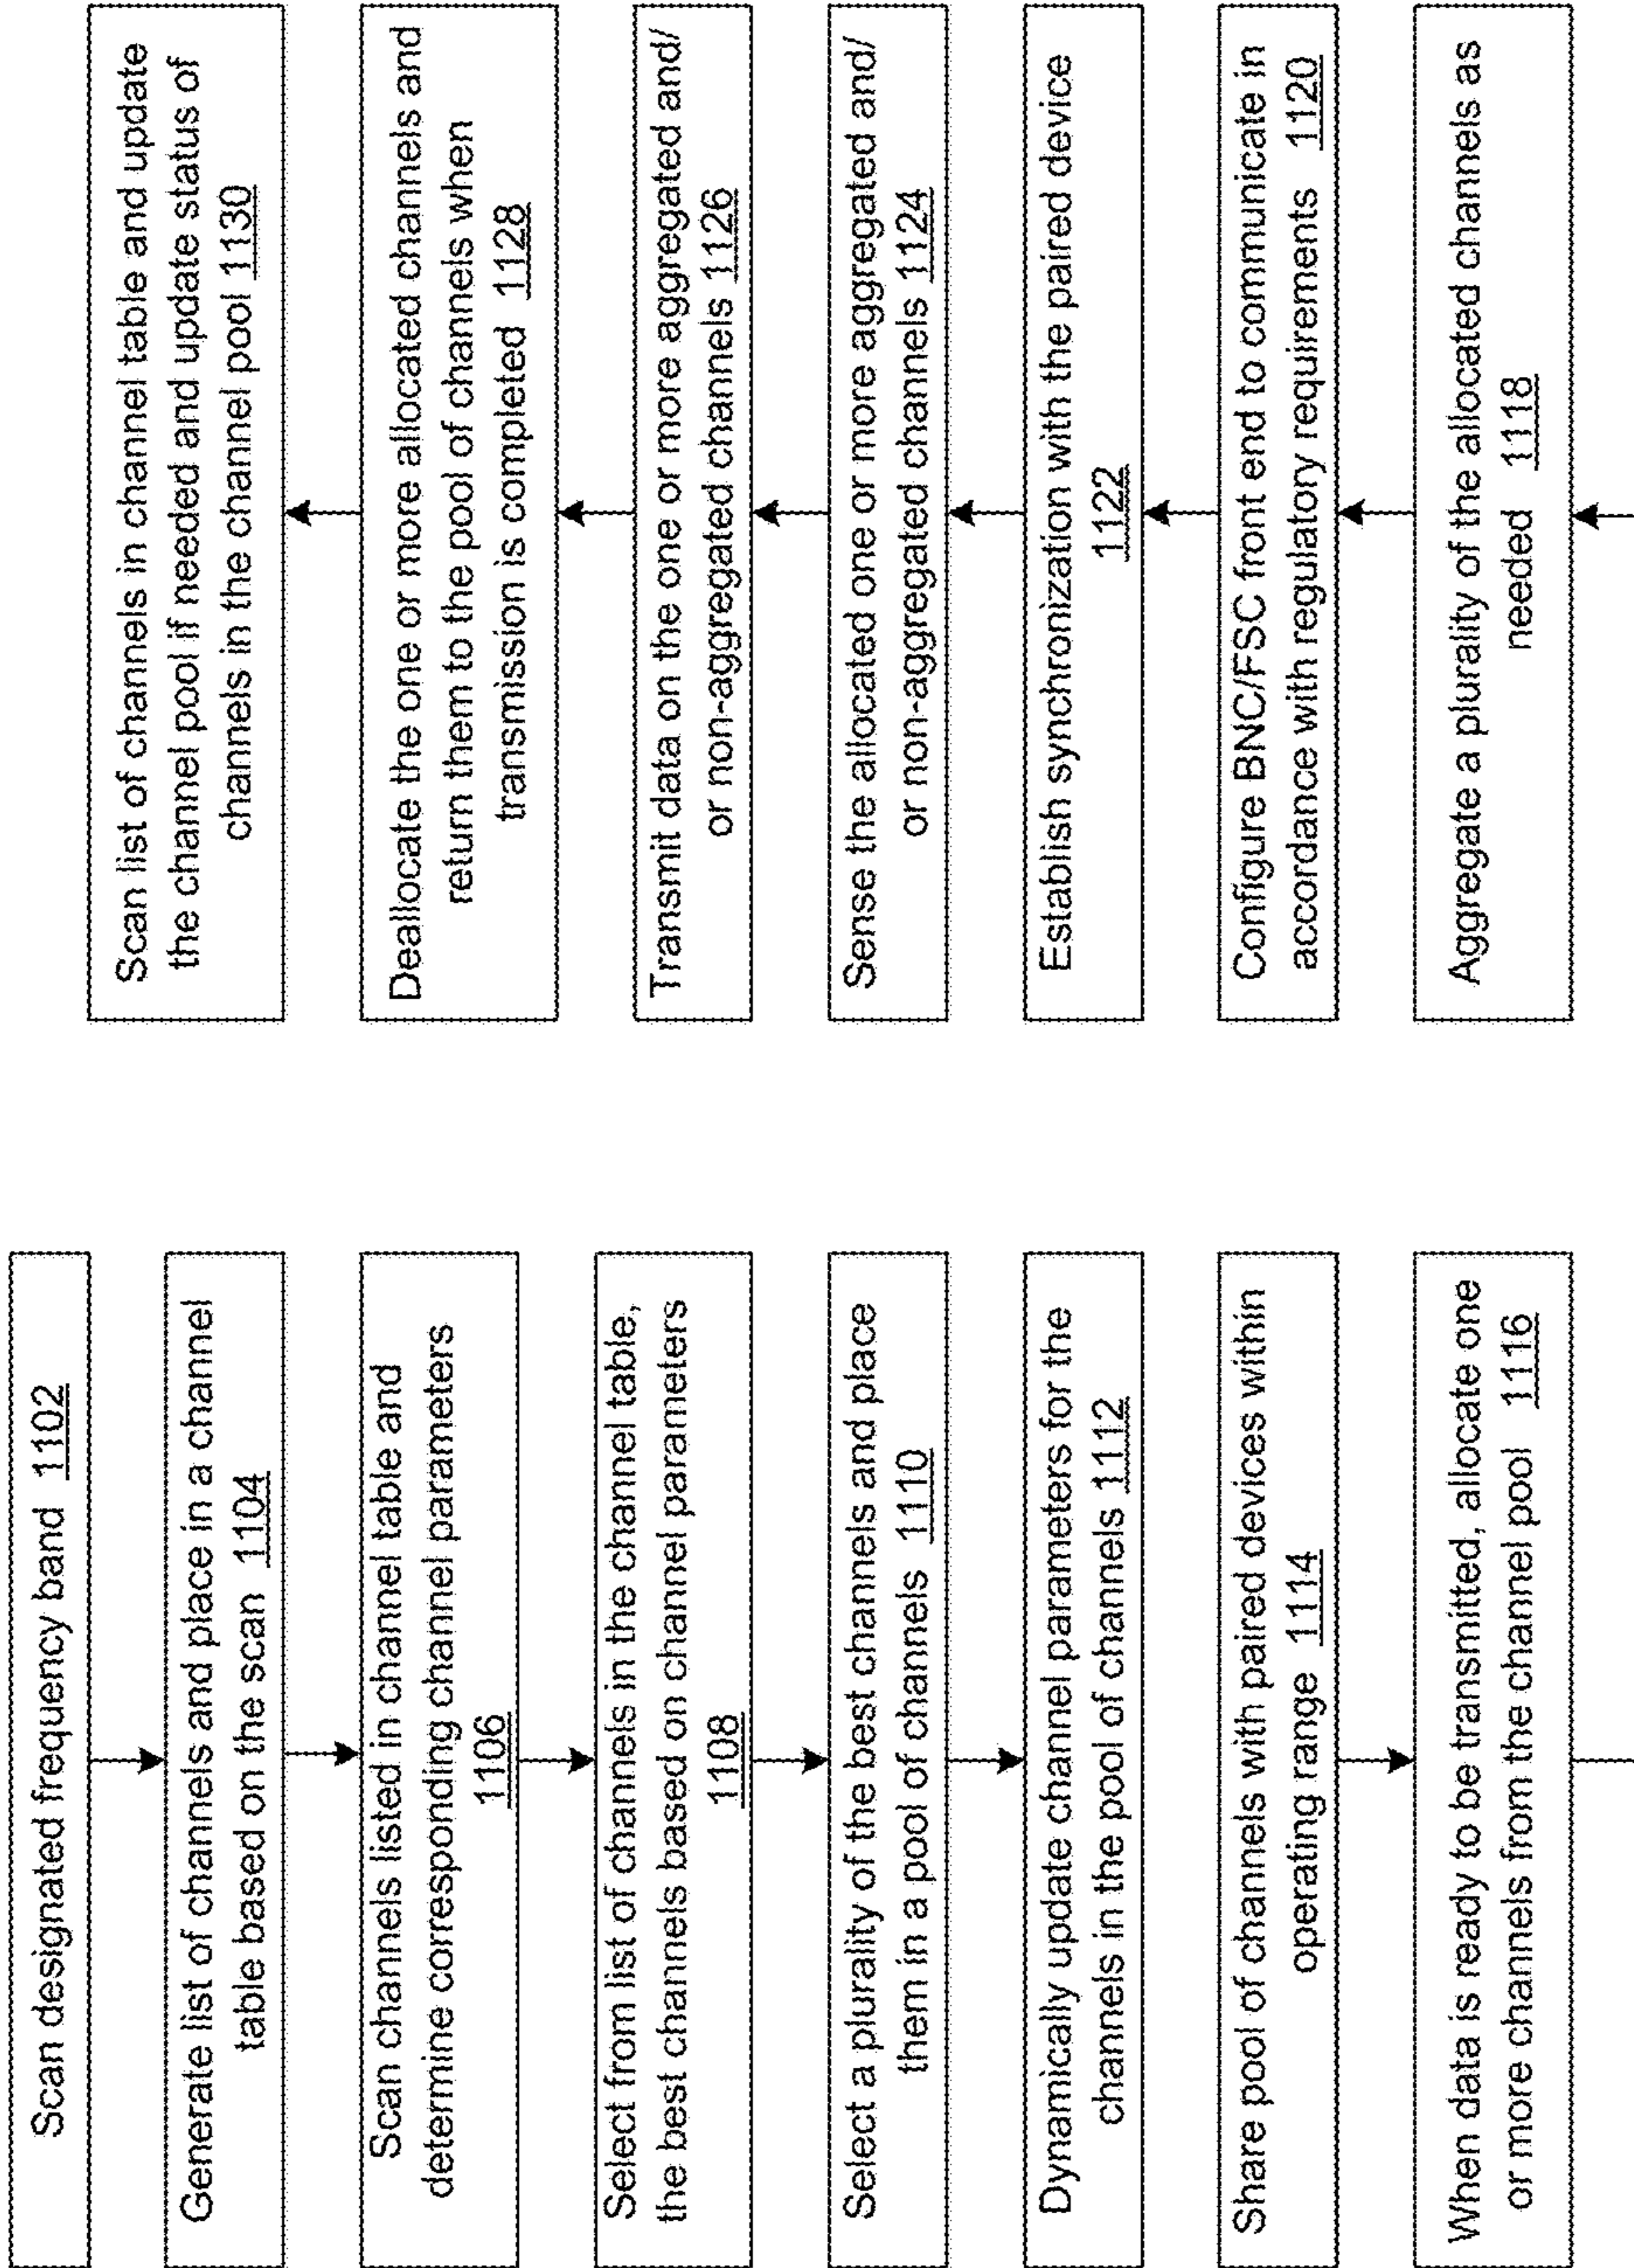 Scan designated frequency band 1102
Generate list of channels and place in a channel
table based on the scan 1104
Scan channels listed in channel table and
determine corresponding channel parameters
1106
Select from list of channels in the channel table,
the best channels based on channel parameters
1108
Select a plurality of the best channels and place
them in a pool of channels 1110
Dynamically update channel parameters for the
channels in the pool of channels 1112
Share pool of channels with paired devices within
operating range 1114
When data is ready to be transmitted, allocate one
or more channels from the channel pool 1116
Aggregate a plurality of the allocated channels as
needed 1118
Configure BNC/FSC front end to communicate in
accordance with regulatory requirements 1120
Establish synchronization with the paired device
1122
Sense the allocated one or more aggregated and/
or non-aggregated channels 1124
Transmit data on the one or more aggregated and/
or non-aggregated channels 1126
Deallocate the one or more allocated channels and
return them to the pool of channels when
transmission is completed 1128
Scan list of channels in channel table and update
the channel pool if needed and update status of
channels in the channel pool 1130